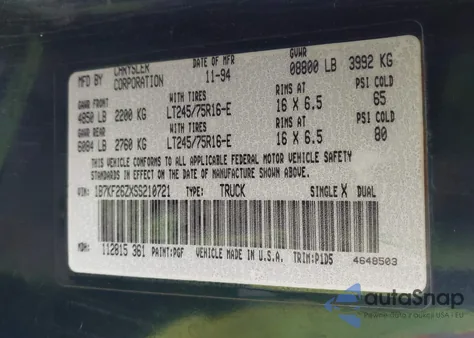 MFD BY CHRYSLER CORPORATION DATE OF MFR 11-94 GVWR 08800 LB 3992 KG
GAWR FRONT WITH TIRES RIMS AT PSI COLD
4850 LB 2200 KG LT245/75R16-E 16 X 6.5 65
GAWR REAR WITH TIRES RIMS AT PSI COLD
6084 LB 2760 KG LT245/75R16-E 16 X 6.5 80
THIS VEHICLE CONFORMS TO ALL APPLICABLE FEDERAL MOTOR VEHICLE SAFETY
STANDARDS IN EFFECT ON THE DATE OF MANUFACTURE SHOWN ABOVE
VIN: 1B7KF26ZXSS210721 TYPE: TRUCK SINGLE X DUAL
MDH: 112815 361 PAINT:PGF VEHICLE MADE IN U.S.A. TRIM:P1D5 4648503
autoSnap